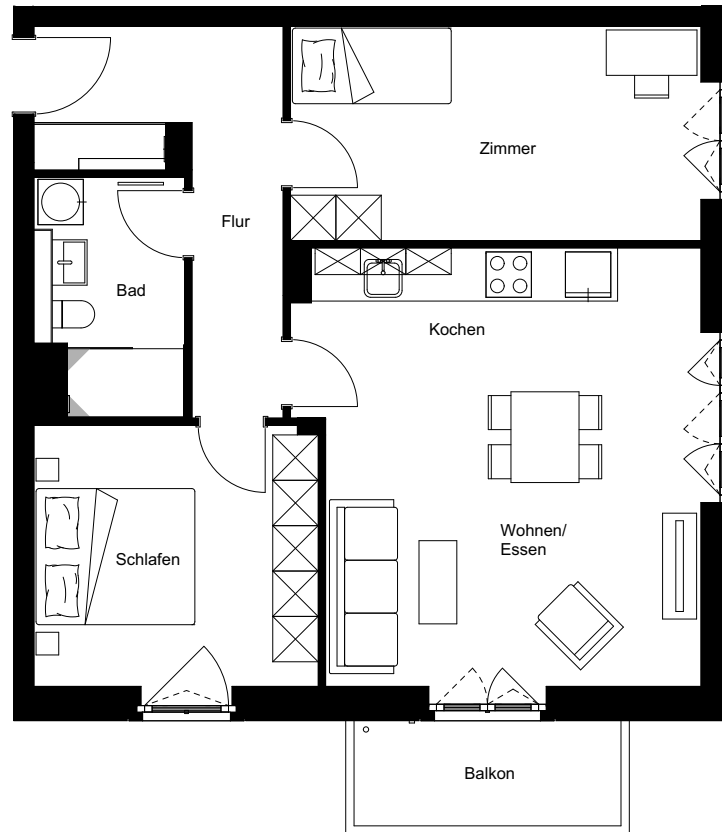 Zimmer
Flur
Bad
Kochen
Wohnen/
Essen
Schlafen
Balkon